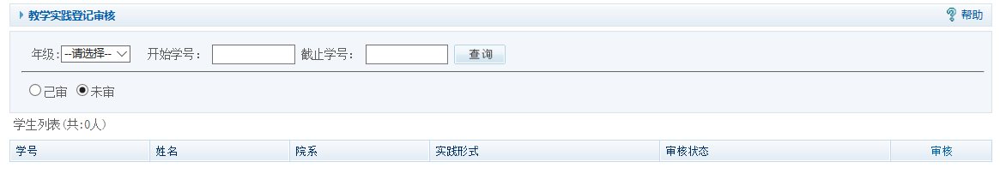 教学实践登记审核 帮助
年级:--请选择-- 开始学号： 截止学号： 查询
己审 未审
学生列表(共:0人)
学号 姓名 院系 实践形式 审核状态 审核